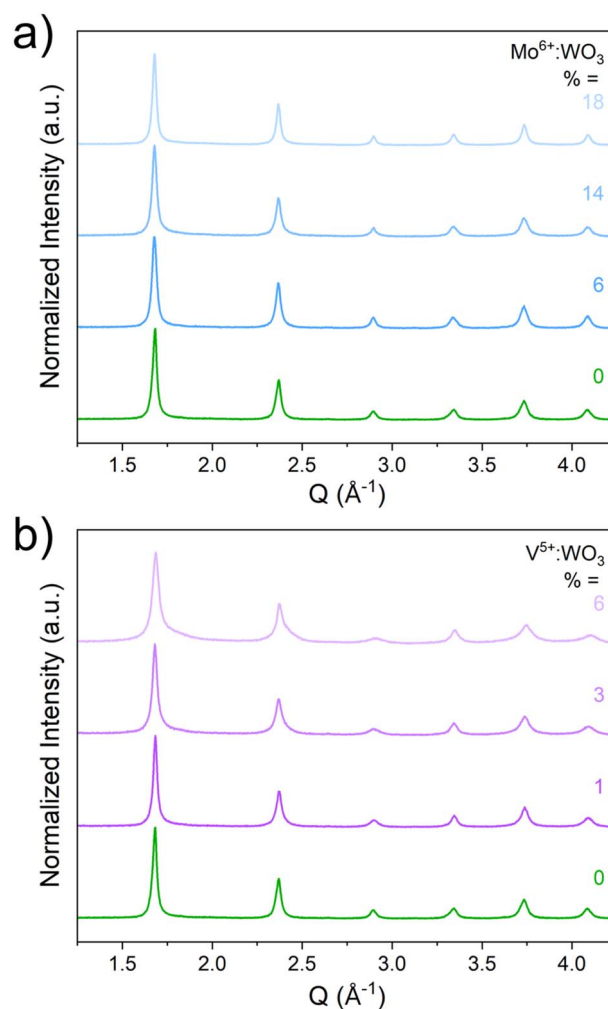 a)
Mo⁶⁺:WO₃
% =
18
14
6
0
Normalized Intensity (a.u.)
1.5 2.0 2.5 3.0 3.5 4.0
Q (Å⁻¹)
b)
V⁵⁺:WO₃
% =
6
3
1
0
Normalized Intensity (a.u.)
1.5 2.0 2.5 3.0 3.5 4.0
Q (Å⁻¹)